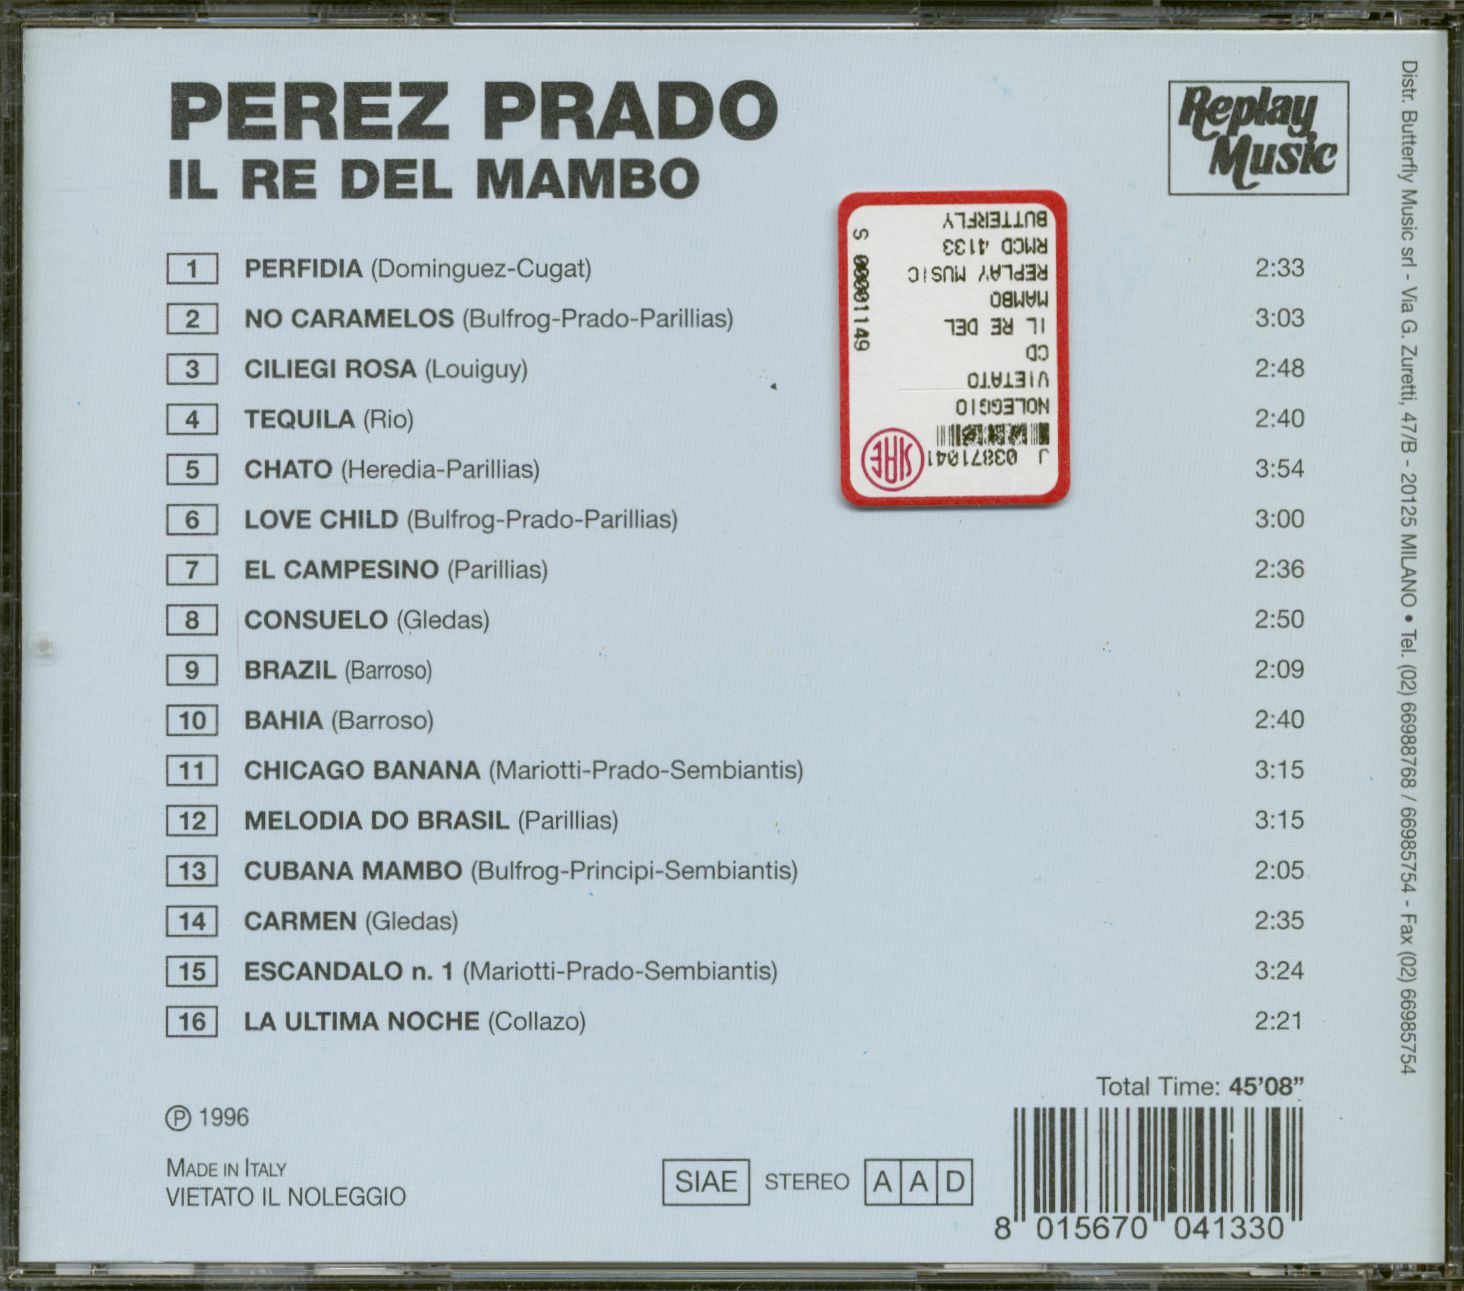 PEREZ PRADO
IL RE DEL MAMBO
Replay
Music
1 PERFIDIA (Dominguez-Cugat) 2:33
2 NO CARAMELOS (Bulfrog-Prado-Parillias) 3:03
3 CILIEGI ROSA (Louiguy) 2:48
4 TEQUILA (Rio) 2:40
5 CHATO (Heredia-Parillias) 3:54
6 LOVE CHILD (Bulfrog-Prado-Parillias) 3:00
7 EL CAMPESINO (Parillias) 2:36
8 CONSUELO (Gledas) 2:50
9 BRAZIL (Barroso) 2:09
10 BAHIA (Barroso) 2:40
11 CHICAGO BANANA (Mariotti-Prado-Sembiantis) 3:15
12 MELODIA DO BRASIL (Parillias) 3:15
13 CUBANA MAMBO (Bulfrog-Principi-Sembiantis) 2:05
14 CARMEN (Gledas) 2:35
15 ESCANDALO n. 1 (Mariotti-Prado-Sembiantis) 3:24
16 LA ULTIMA NOCHE (Collazo) 2:21
Total Time: 45'08"
℗ 1996
MADE IN ITALY
VIETATO IL NOLEGGIO
SIAE STEREO AAD
8 015670 041330
J 03871041
SIAE
NOLEGGIO
VIETATO
CD
IL RE DEL
MAMBO
REPLAY MUSIC
RMCD 4133
BUTTERFLY
S 00001149
Distr. Butterfly Music srl - Via G. Zuretti, 47/B - 20125 MILANO • Tel. (02) 66988768 / 66985754 - Fax (02) 66985754